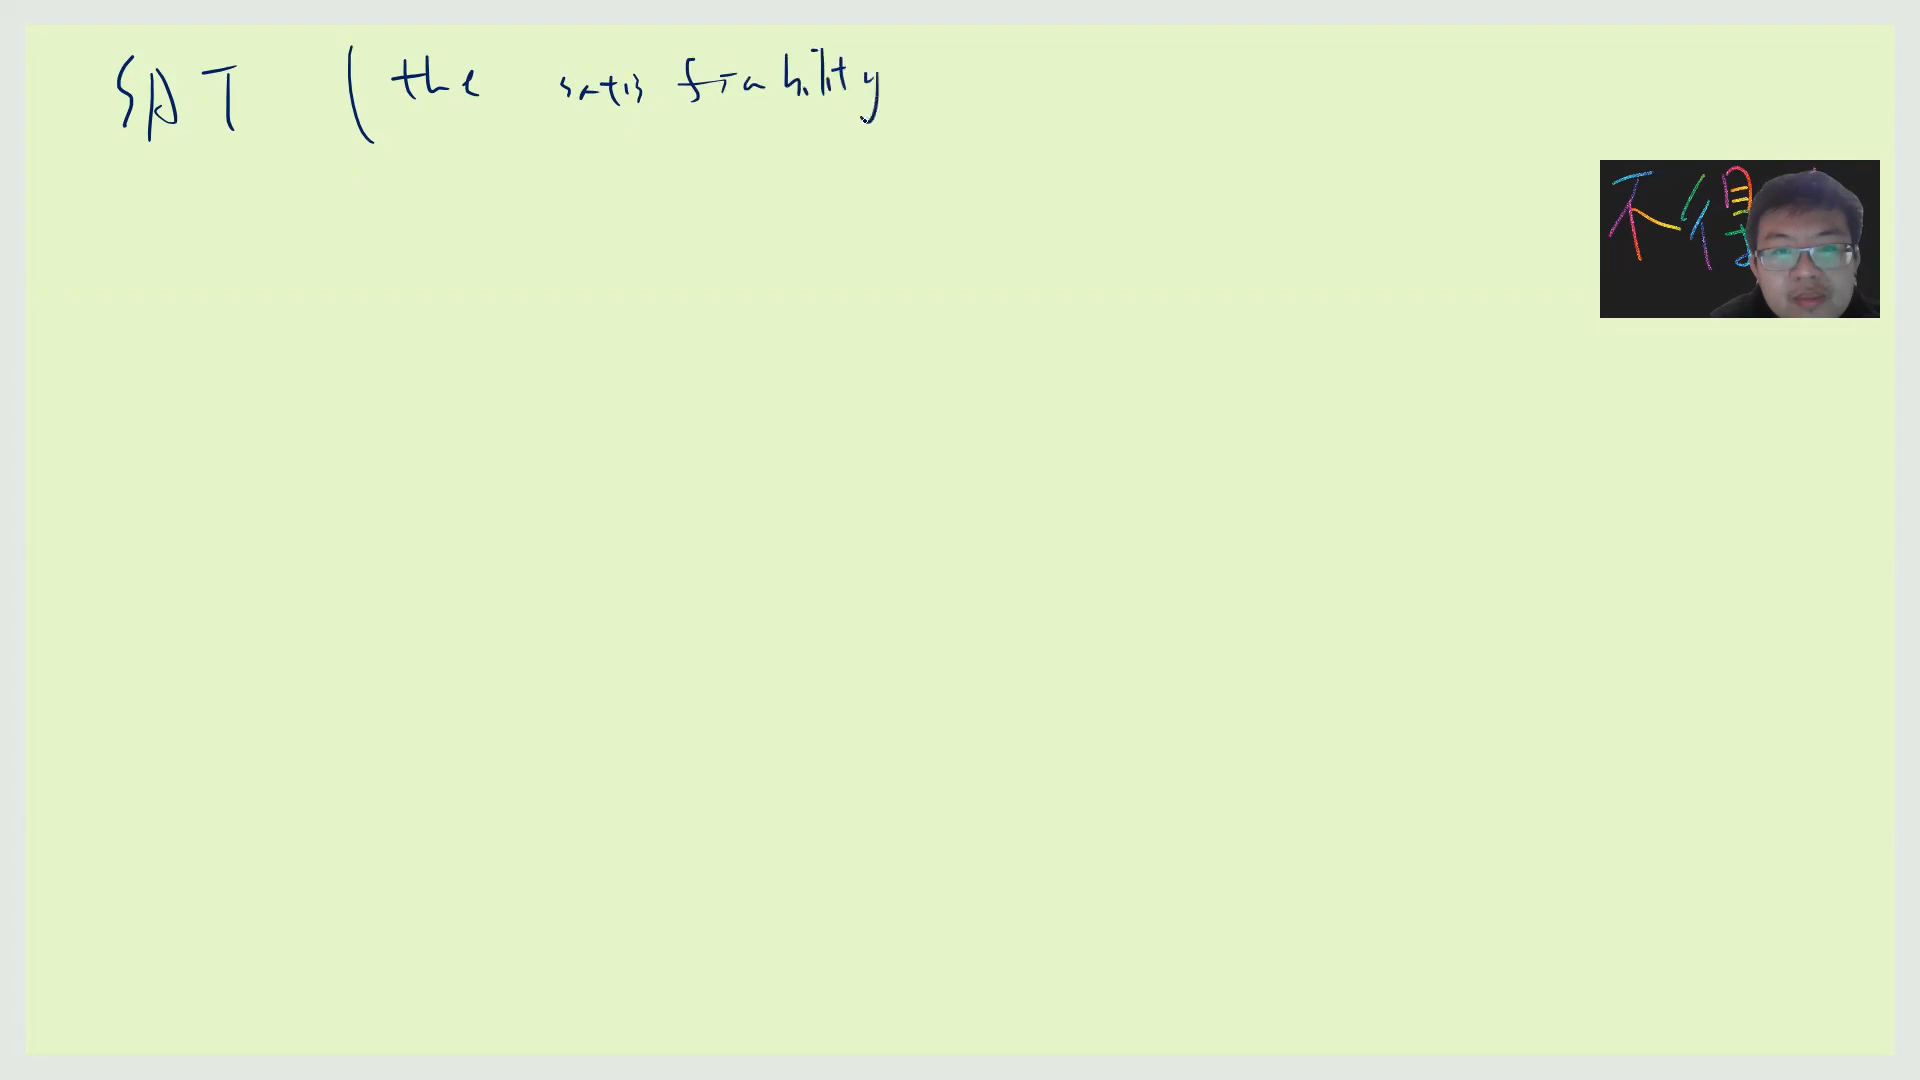 SAT (the satisfiability
不得